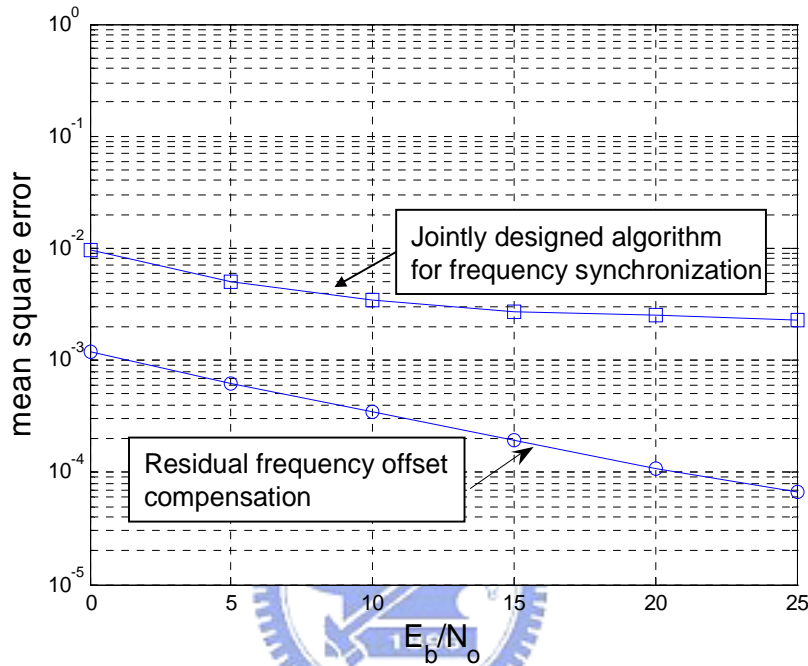 10^0
10^-1
10^-2
10^-3
10^-4
10^-5
mean square error
Jointly designed algorithm
for frequency synchronization
Residual frequency offset
compensation
0 5 10 15 20 25
E_b/N_o